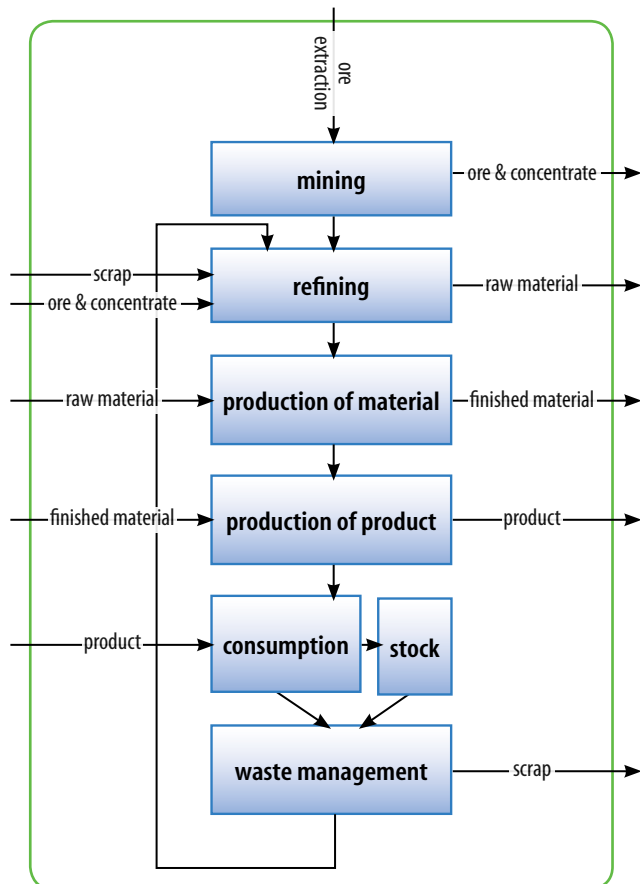 ore
extraction
mining
ore & concentrate
scrap
refining
raw material
ore & concentrate
raw material
production of material
finished material
finished material
production of product
product
product
consumption
stock
waste management
scrap